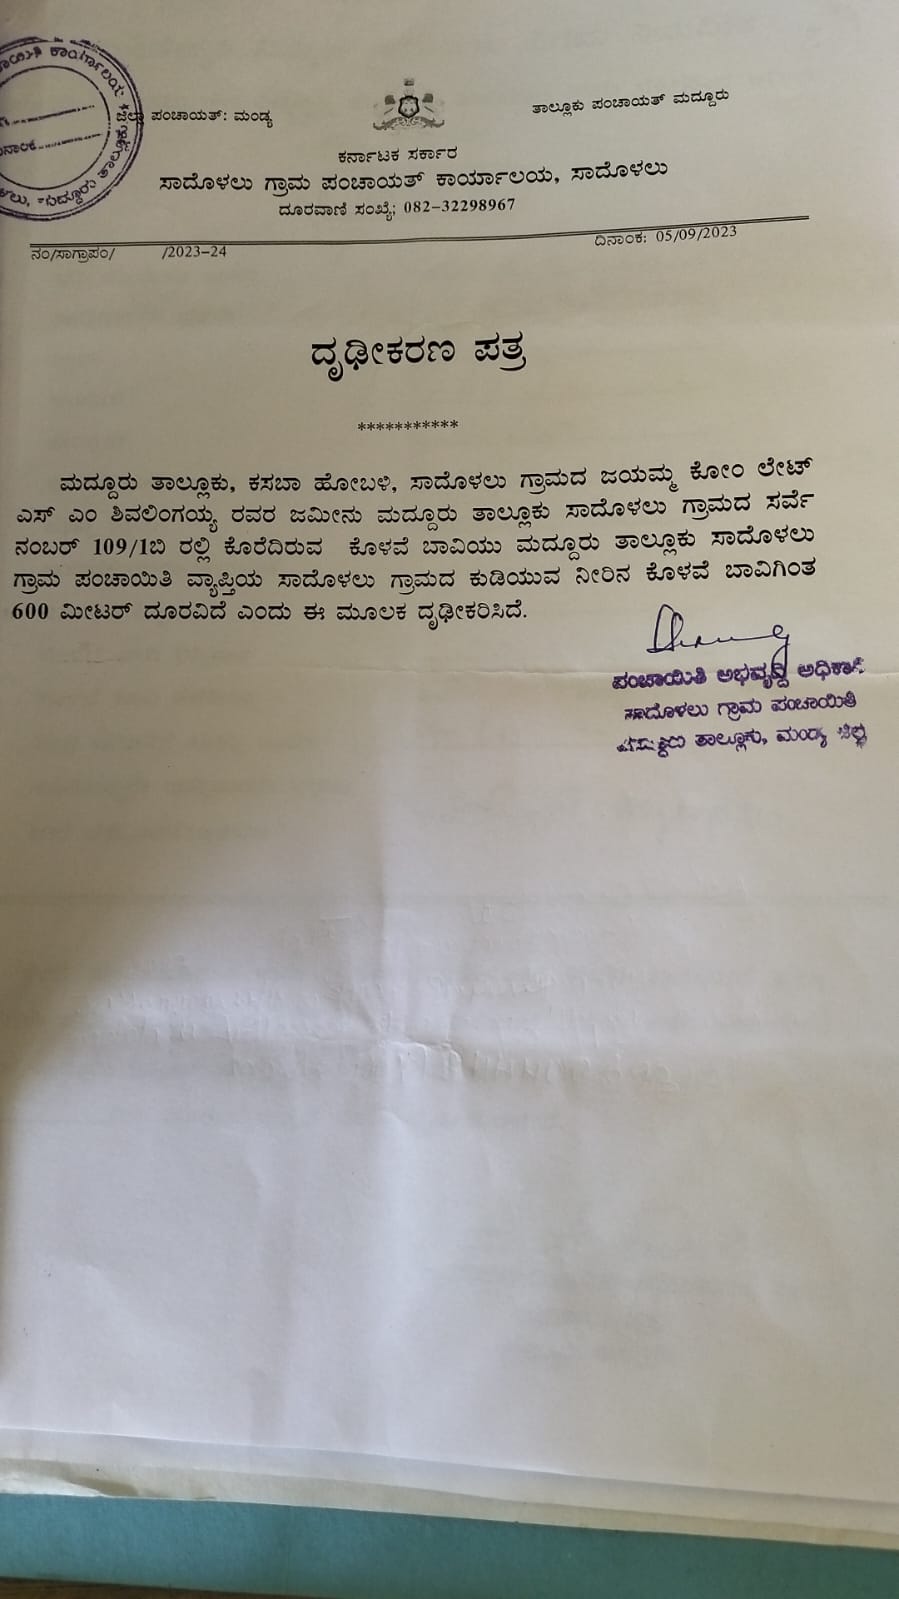 ಜಿಲ್ಲಾ ಪಂಚಾಯತ್: ಮಂಡ್ಯ
ತಾಲ್ಲೂಕು ಪಂಚಾಯತ್ ಮದ್ದೂರು
ಕರ್ನಾಟಕ ಸರ್ಕಾರ
ಸಾದೊಳಲು ಗ್ರಾಮ ಪಂಚಾಯತ್ ಕಾರ್ಯಾಲಯ, ಸಾದೊಳಲು
ದೂರವಾಣಿ ಸಂಖ್ಯೆ; 082-32298967
ನಂ/ಸಾಗ್ರಾಪಂ/ /2023-24
ದಿನಾಂಕ: 05/09/2023
ದೃಢೀಕರಣ ಪತ್ರ
***********
ಮದ್ದೂರು ತಾಲ್ಲೂಕು, ಕಸಬಾ ಹೋಬಳಿ, ಸಾದೊಳಲು ಗ್ರಾಮದ ಜಯಮ್ಮ ಕೋಂ ಲೇಟ್
ಎಸ್ ಎಂ ಶಿವಲಿಂಗಯ್ಯ ರವರ ಜಮೀನು ಮದ್ದೂರು ತಾಲ್ಲೂಕು ಸಾದೊಳಲು ಗ್ರಾಮದ ಸರ್ವೆ
ನಂಬರ್ 109/1ಬಿ ರಲ್ಲಿ ಕೊರೆದಿರುವ ಕೊಳವೆ ಬಾವಿಯು ಮದ್ದೂರು ತಾಲ್ಲೂಕು ಸಾದೊಳಲು
ಗ್ರಾಮ ಪಂಚಾಯಿತಿ ವ್ಯಾಪ್ತಿಯ ಸಾದೊಳಲು ಗ್ರಾಮದ ಕುಡಿಯುವ ನೀರಿನ ಕೊಳವೆ ಬಾವಿಗಿಂತ
600 ಮೀಟರ್ ದೂರವಿದೆ ಎಂದು ಈ ಮೂಲಕ ದೃಢೀಕರಿಸಿದೆ.
ಪಂಚಾಯಿತಿ ಅಭವೃದ್ದಿ
ಸಾದೊಳಲು ಗ್ರಾಮ ಪಂಚಾಯಿತಿ
ತಾಲ್ಲೂಕು, ಮಂಡ್ಯ ಜಿಲ್ಲೆ